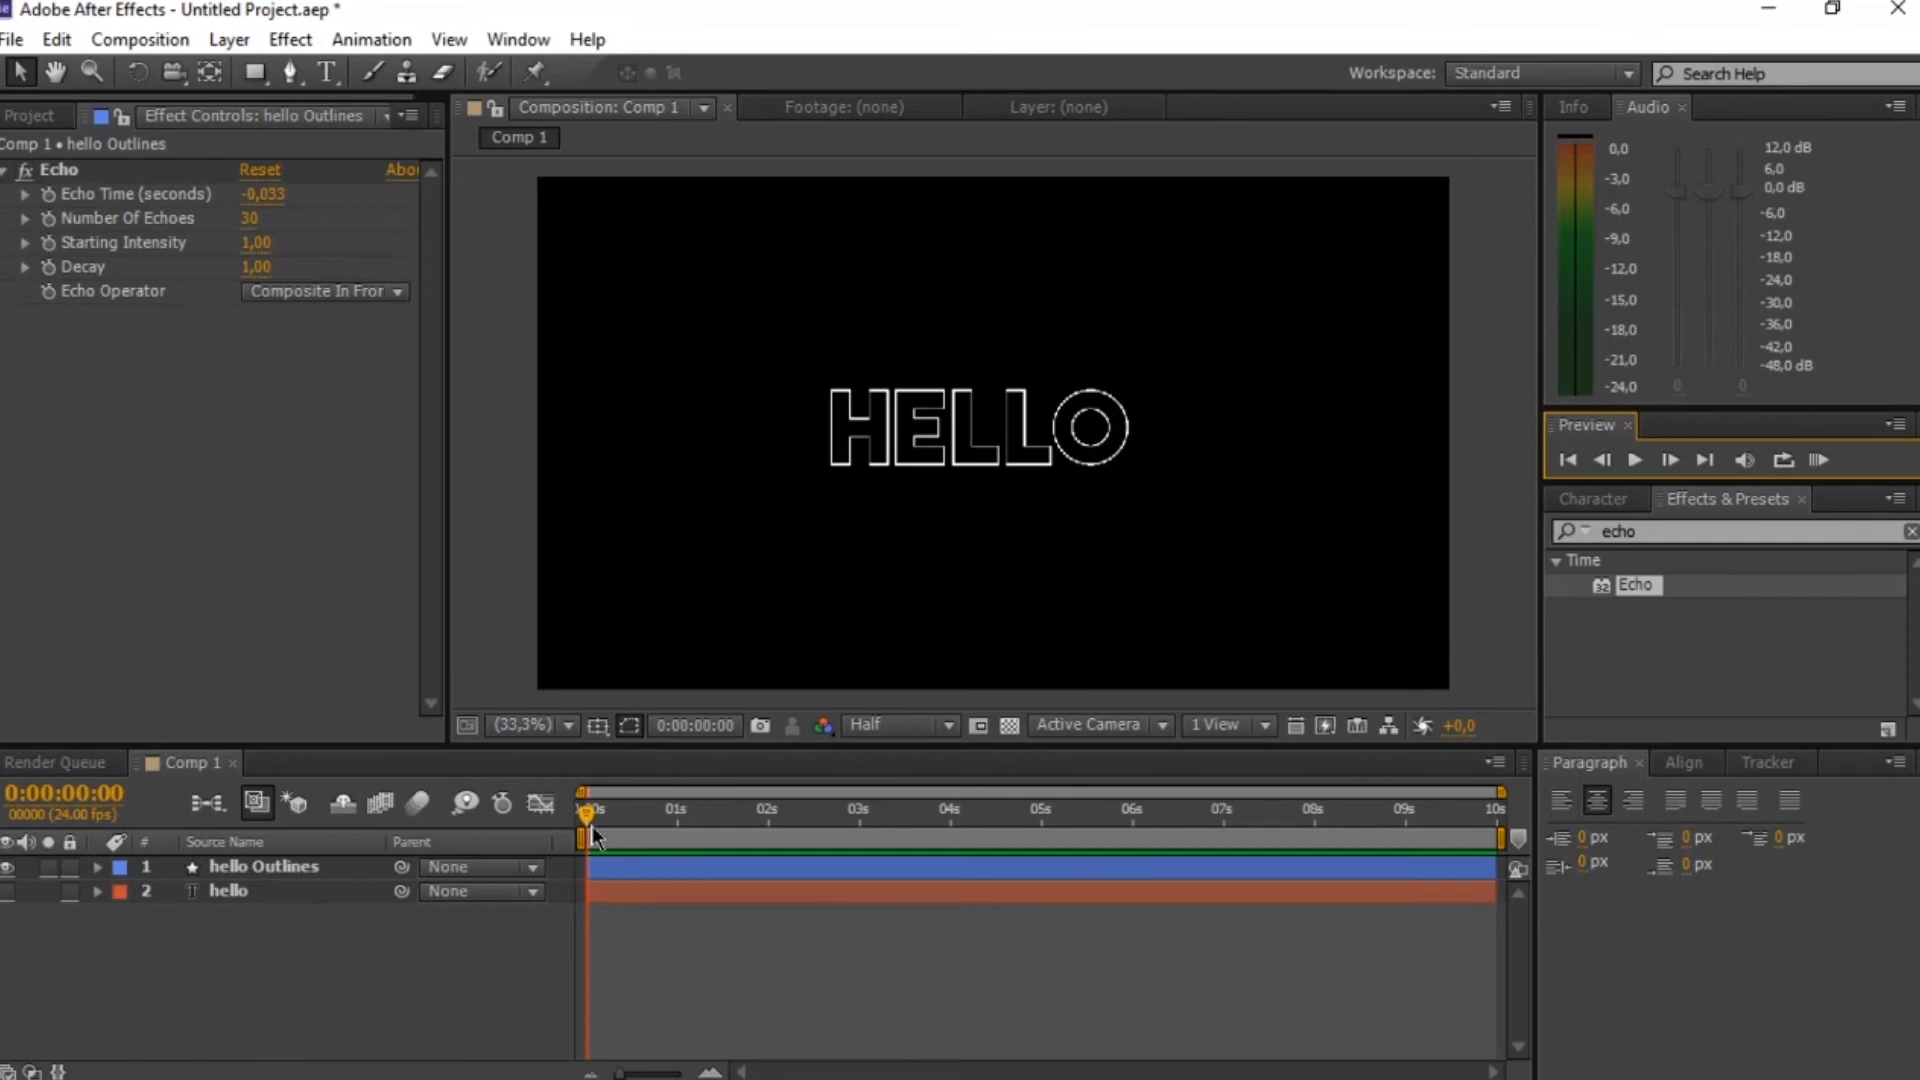 Adobe After Effects - Untitled Project.aep *
File Edit Composition Layer Effect Animation View Window Help
Workspace: Standard Search Help
Project Effect Controls: hello Outlines
Composition: Comp 1 Footage: (none) Layer: (none)
Info Audio
Comp 1
Comp 1 • hello Outlines
fx Echo Reset Abou
Echo Time (seconds) -0,033
Number Of Echoes 30
Starting Intensity 1,00
Decay 1,00
Echo Operator Composite In Fror
HELLO
0,0
-3,0
-6,0
-9,0
-12,0
-15,0
-18,0
-21,0
-24,0
12,0 dB
6,0
0,0 dB
-6,0
-12,0
-18,0
-24,0
-30,0
-36,0
-42,0
-48,0 dB
0 0
Preview
Character Effects & Presets
echo
Time
32 Echo
(33,3%) 0:00:00:00 Half Active Camera 1 View +0,0
Render Queue Comp 1
0:00:00:00
00000 (24.00 fps)
00s 01s 02s 03s 04s 05s 06s 07s 08s 09s 10s
# Source Name Parent
1 hello Outlines None
2 T hello None
Paragraph Align Tracker
0 px 0 px 0 px
0 px 0 px